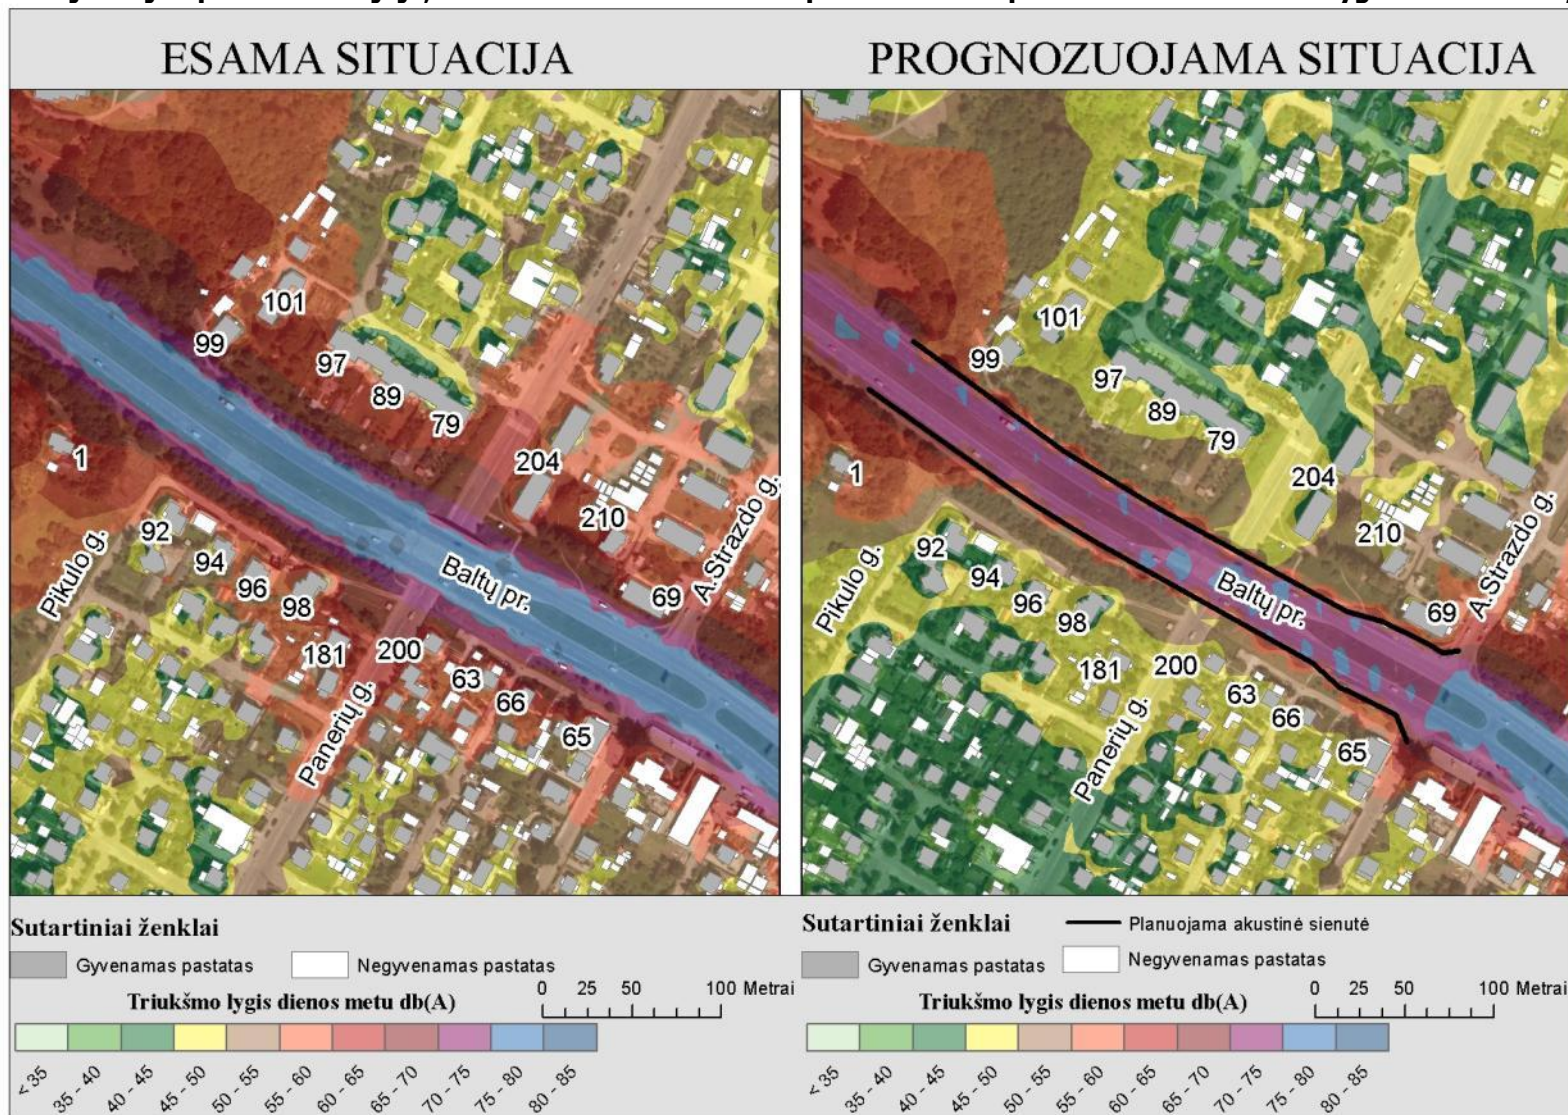 ESAMA SITUACIJA
101
99
97
89
79
204
210
1
92
94
96
98
181
200
63
66
65
69
Pikulo g.
Panerių g.
Baltų pr.
A.Strazdo g.
Sutartiniai ženklai
Gyvenamas pastatas
Negyvenamas pastatas
0 25 50 100 Metrai
Triukšmo lygis dienos metu db(A)
< 35 35 - 40 40 - 45 45 - 50 50 - 55 55 - 60 60 - 65 65 - 70 70 - 75 75 - 80 80 - 85
PROGNOZUOJAMA SITUACIJA
101
99
97
89
79
204
210
1
92
94
96
98
181
200
63
66
65
69
Pikulo g.
Panerių g.
Baltų pr.
A.Strazdo g.
Sutartiniai ženklai
Planuojama akustinė sienutė
Gyvenamas pastatas
Negyvenamas pastatas
0 25 50 100 Metrai
Triukšmo lygis dienos metu db(A)
< 35 35 - 40 40 - 45 45 - 50 50 - 55 55 - 60 60 - 65 65 - 70 70 - 75 75 - 80 80 - 85